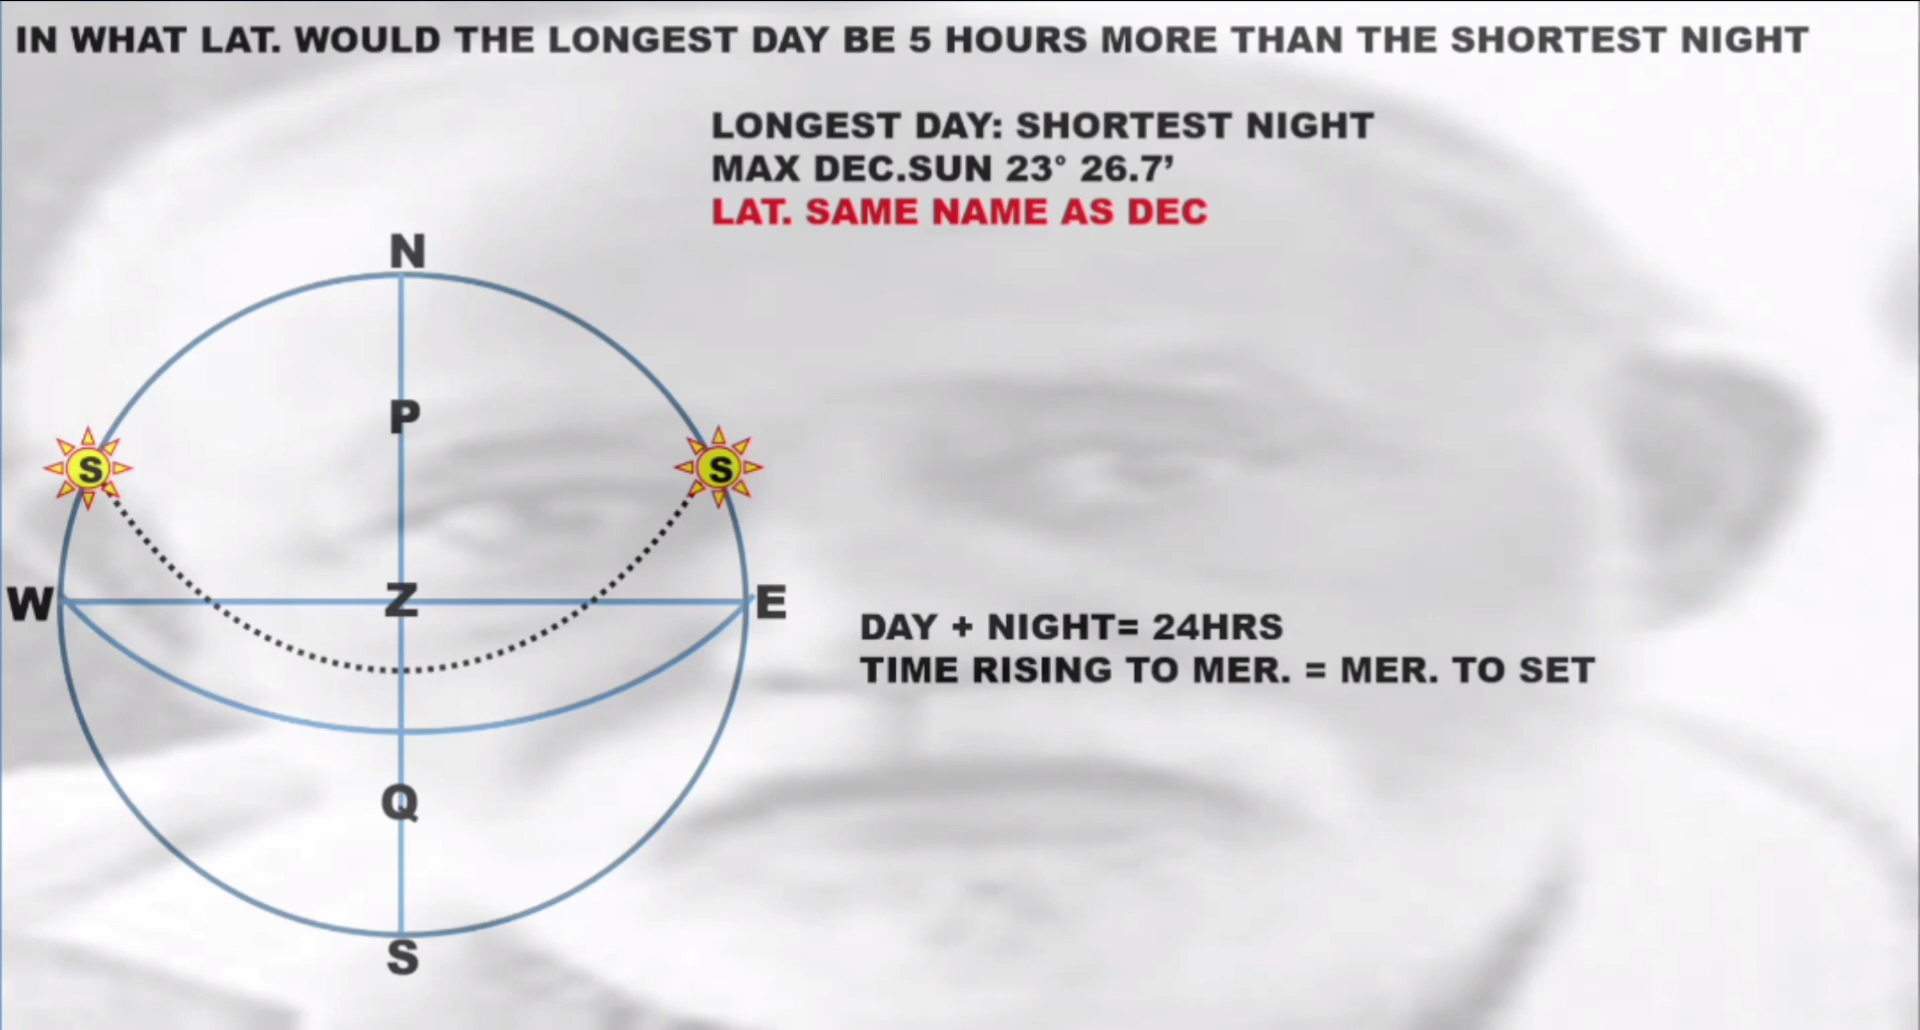 IN WHAT LAT. WOULD THE LONGEST DAY BE 5 HOURS MORE THAN THE SHORTEST NIGHT
LONGEST DAY: SHORTEST NIGHT
MAX DEC.SUN 23° 26.7’
LAT. SAME NAME AS DEC
N
P
S
S
W
Z
E
DAY + NIGHT= 24HRS
TIME RISING TO MER. = MER. TO SET
Q
S